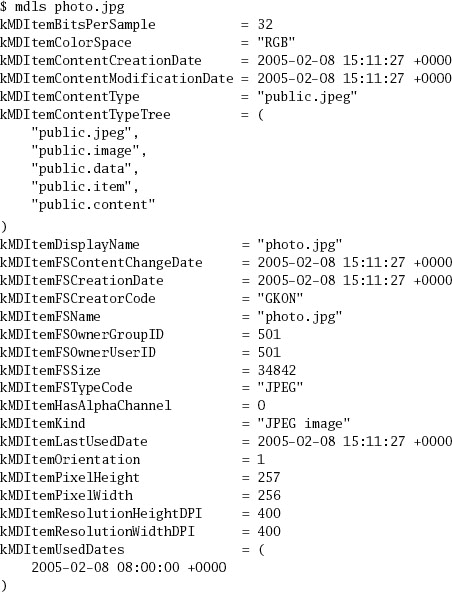 $ mdls photo.jpg
kMDItemBitsPerSample = 32
kMDItemColorSpace = "RGB"
kMDItemContentCreationDate = 2005-02-08 15:11:27 +0000
kMDItemContentModificationDate = 2005-02-08 15:11:27 +0000
kMDItemContentType = "public.jpeg"
kMDItemContentTypeTree = (
"public.jpeg",
"public.image",
"public.data",
"public.item",
"public.content"
)
kMDItemDisplayName = "photo.jpg"
kMDItemFSContentChangeDate = 2005-02-08 15:11:27 +0000
kMDItemFSCreationDate = 2005-02-08 15:11:27 +0000
kMDItemFSCreatorCode = "GKON"
kMDItemFSName = "photo.jpg"
kMDItemFSOwnerGroupID = 501
kMDItemFSOwnerUserID = 501
kMDItemFSSize = 34842
kMDItemFSTypeCode = "JPEG"
kMDItemHasAlphaChannel = 0
kMDItemKind = "JPEG image"
kMDItemLastUsedDate = 2005-02-08 15:11:27 +0000
kMDItemOrientation = 1
kMDItemPixelHeight = 257
kMDItemPixelWidth = 256
kMDItemResolutionHeightDPI = 400
kMDItemResolutionWidthDPI = 400
kMDItemUsedDates = (
2005-02-08 08:00:00 +0000
)